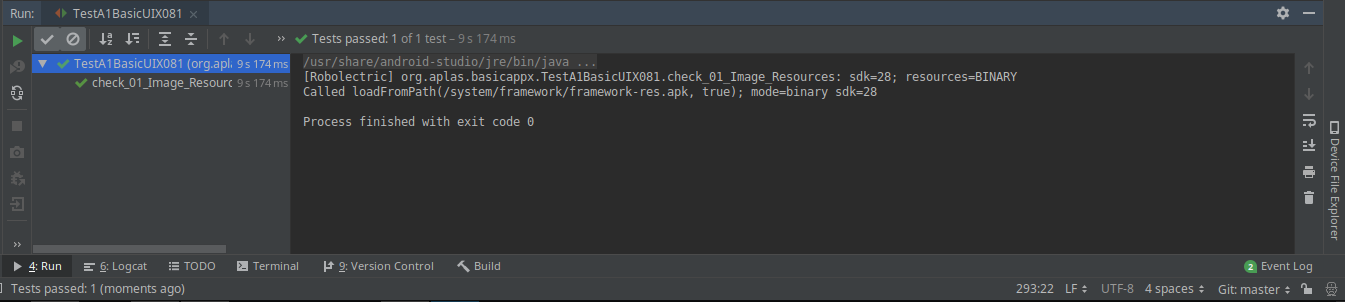 Run: TestA1BasicUIX081
Tests passed: 1 of 1 test – 9 s 174 ms
TestA1BasicUIX081 (org.apl 9 s 174 ms
check_01_Image_Resourc 9 s 174 ms
/usr/share/android-studio/jre/bin/java ...
[Robolectric] org.aplas.basicappx.TestA1BasicUIX081.check_01_Image_Resources: sdk=28; resources=BINARY
Called loadFromPath(/system/framework/framework-res.apk, true); mode=binary sdk=28
Process finished with exit code 0
Device File Explorer
4: Run 6: Logcat TODO Terminal 9: Version Control Build 2 Event Log
Tests passed: 1 (moments ago) 293:22 LF UTF-8 4 spaces Git: master